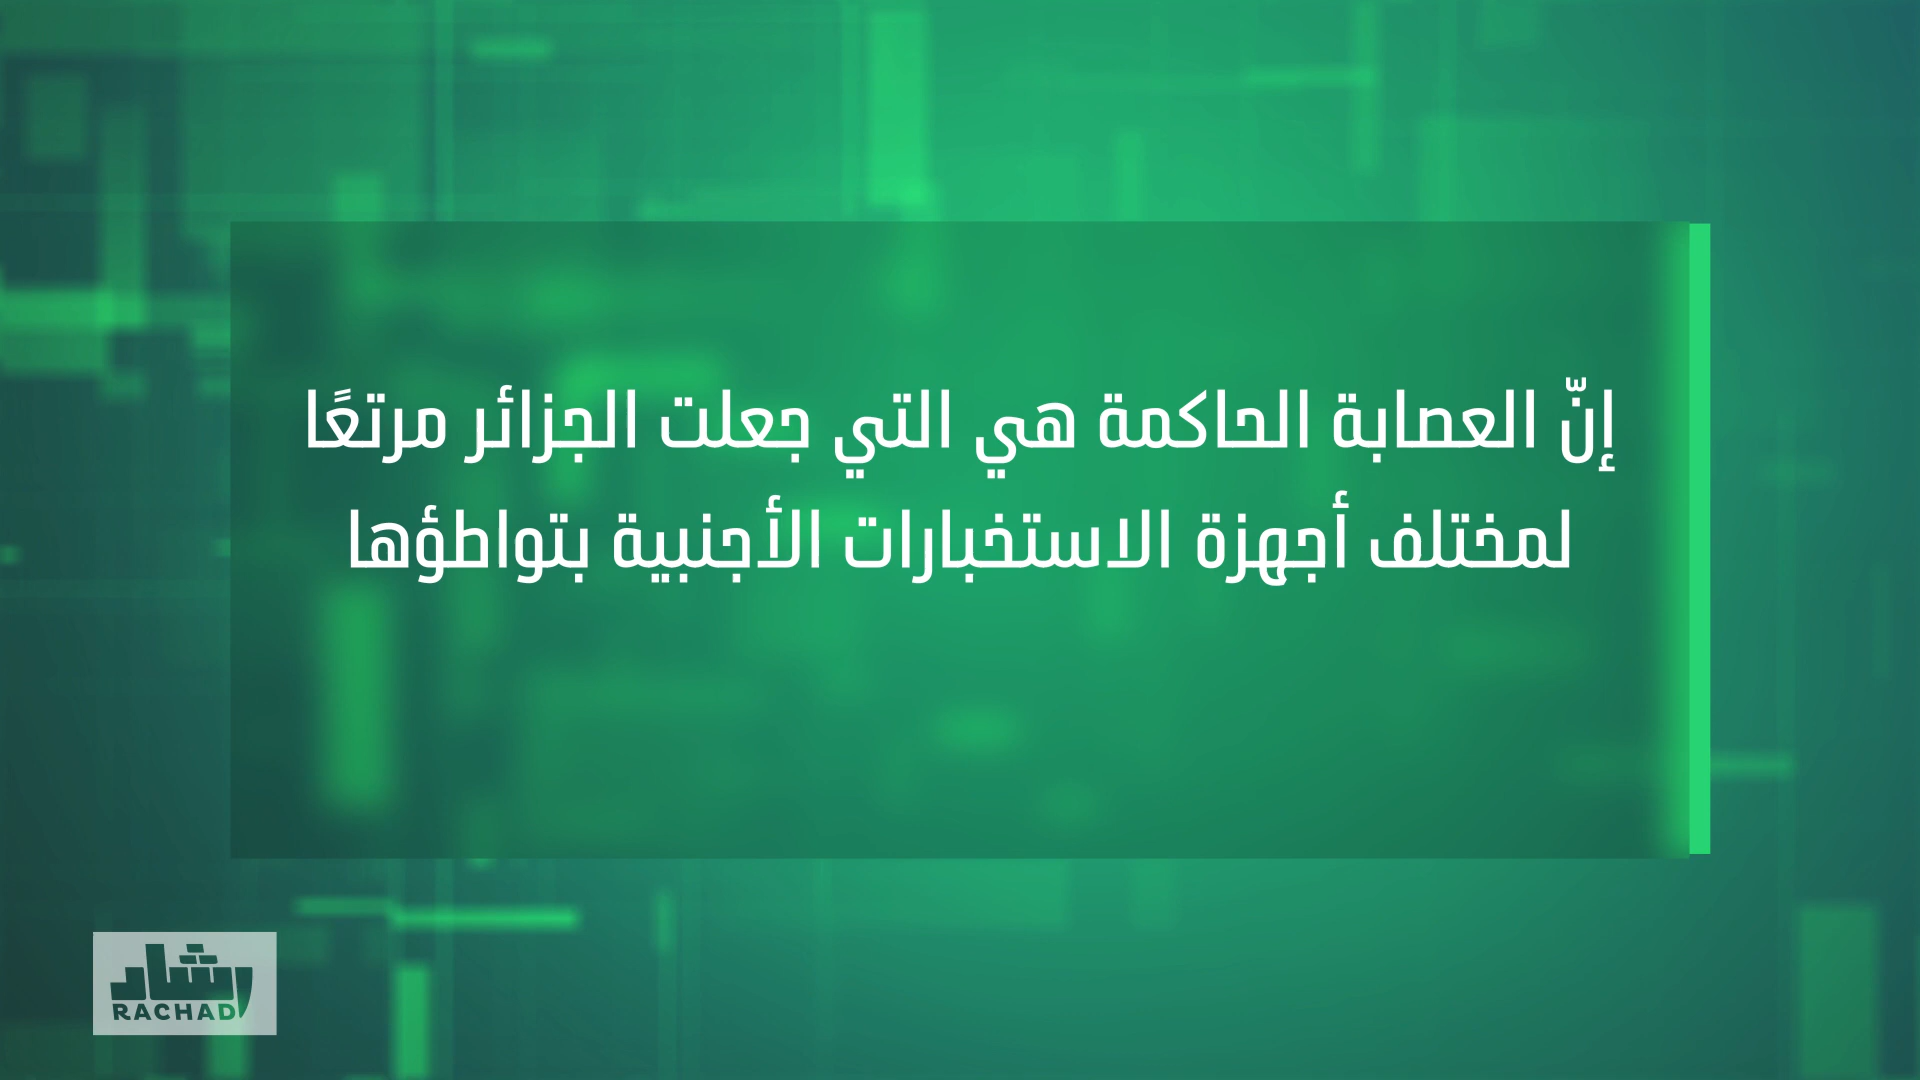 إنّ العصابة الحاكمة هي التي جعلت الجزائر مرتعًا
لمختلف أجهزة الاستخبارات الأجنبية بتواطؤها
رشاد
RACHAD